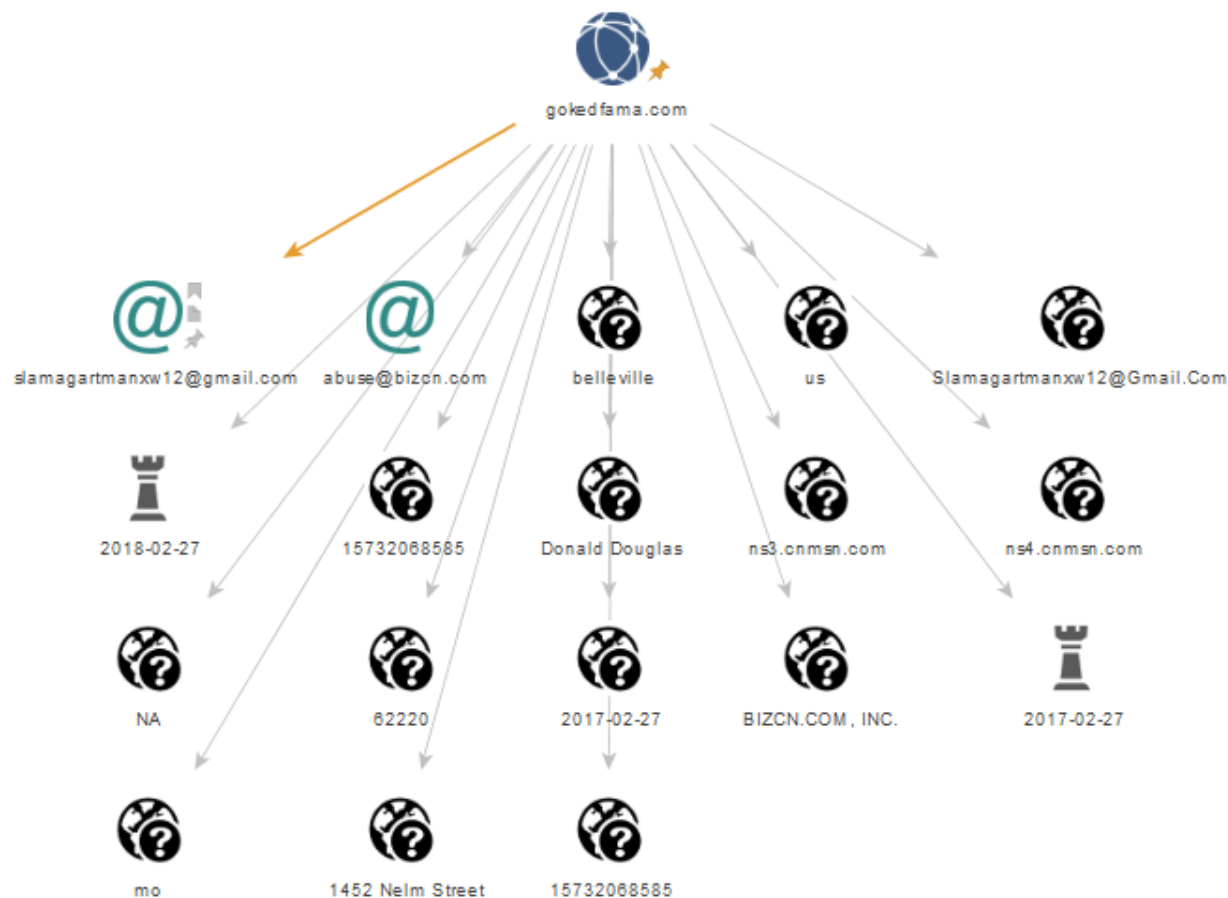 gokedfama.com
slamagartmanxw12@gmail.com
abuse@bizcn.com
belleville
us
Slamagartmanxw12@Gmail.Com
2018-02-27
15732068585
Donald Douglas
ns3.cnmsn.com
ns4.cnmsn.com
NA
62220
2017-02-27
BIZCN.COM, INC.
2017-02-27
mo
1452 Nelm Street
15732068585